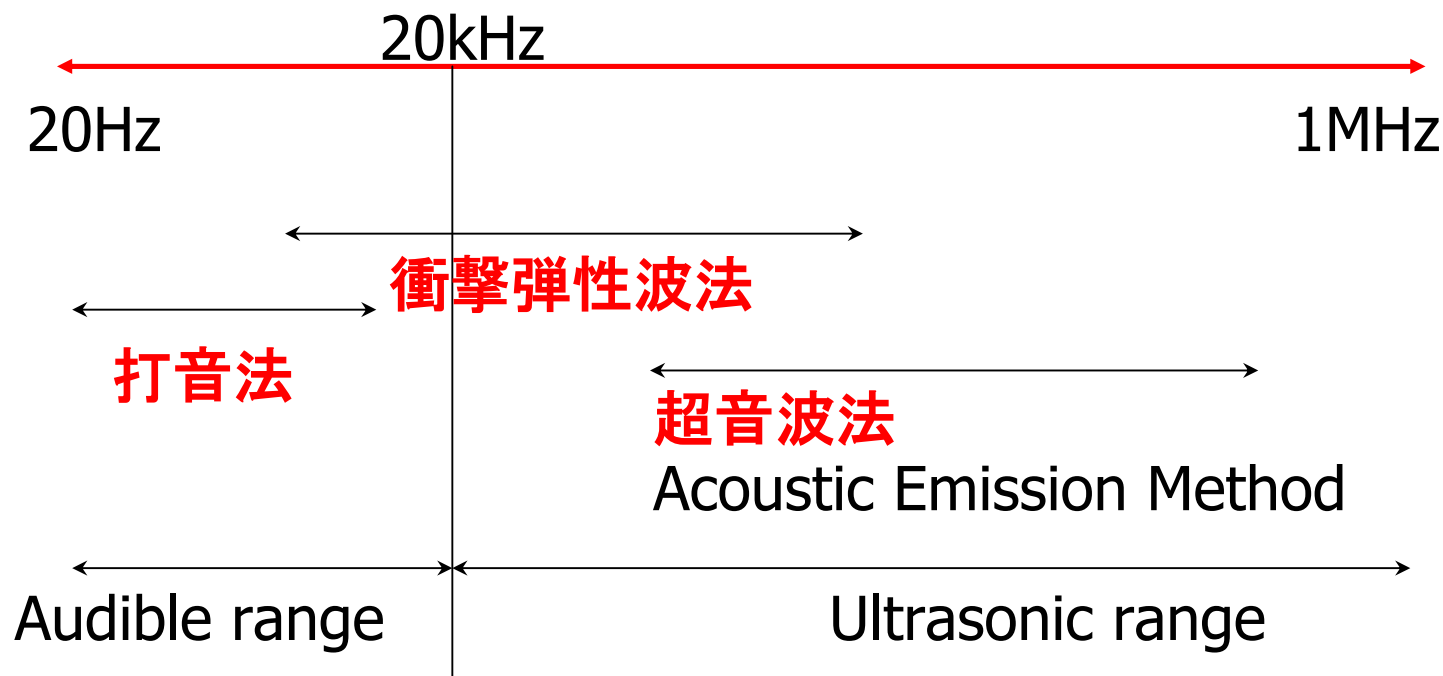 20kHz
20Hz
1MHz
衝撃弾性波法
打音法
超音波法
Acoustic Emission Method
Audible range
Ultrasonic range